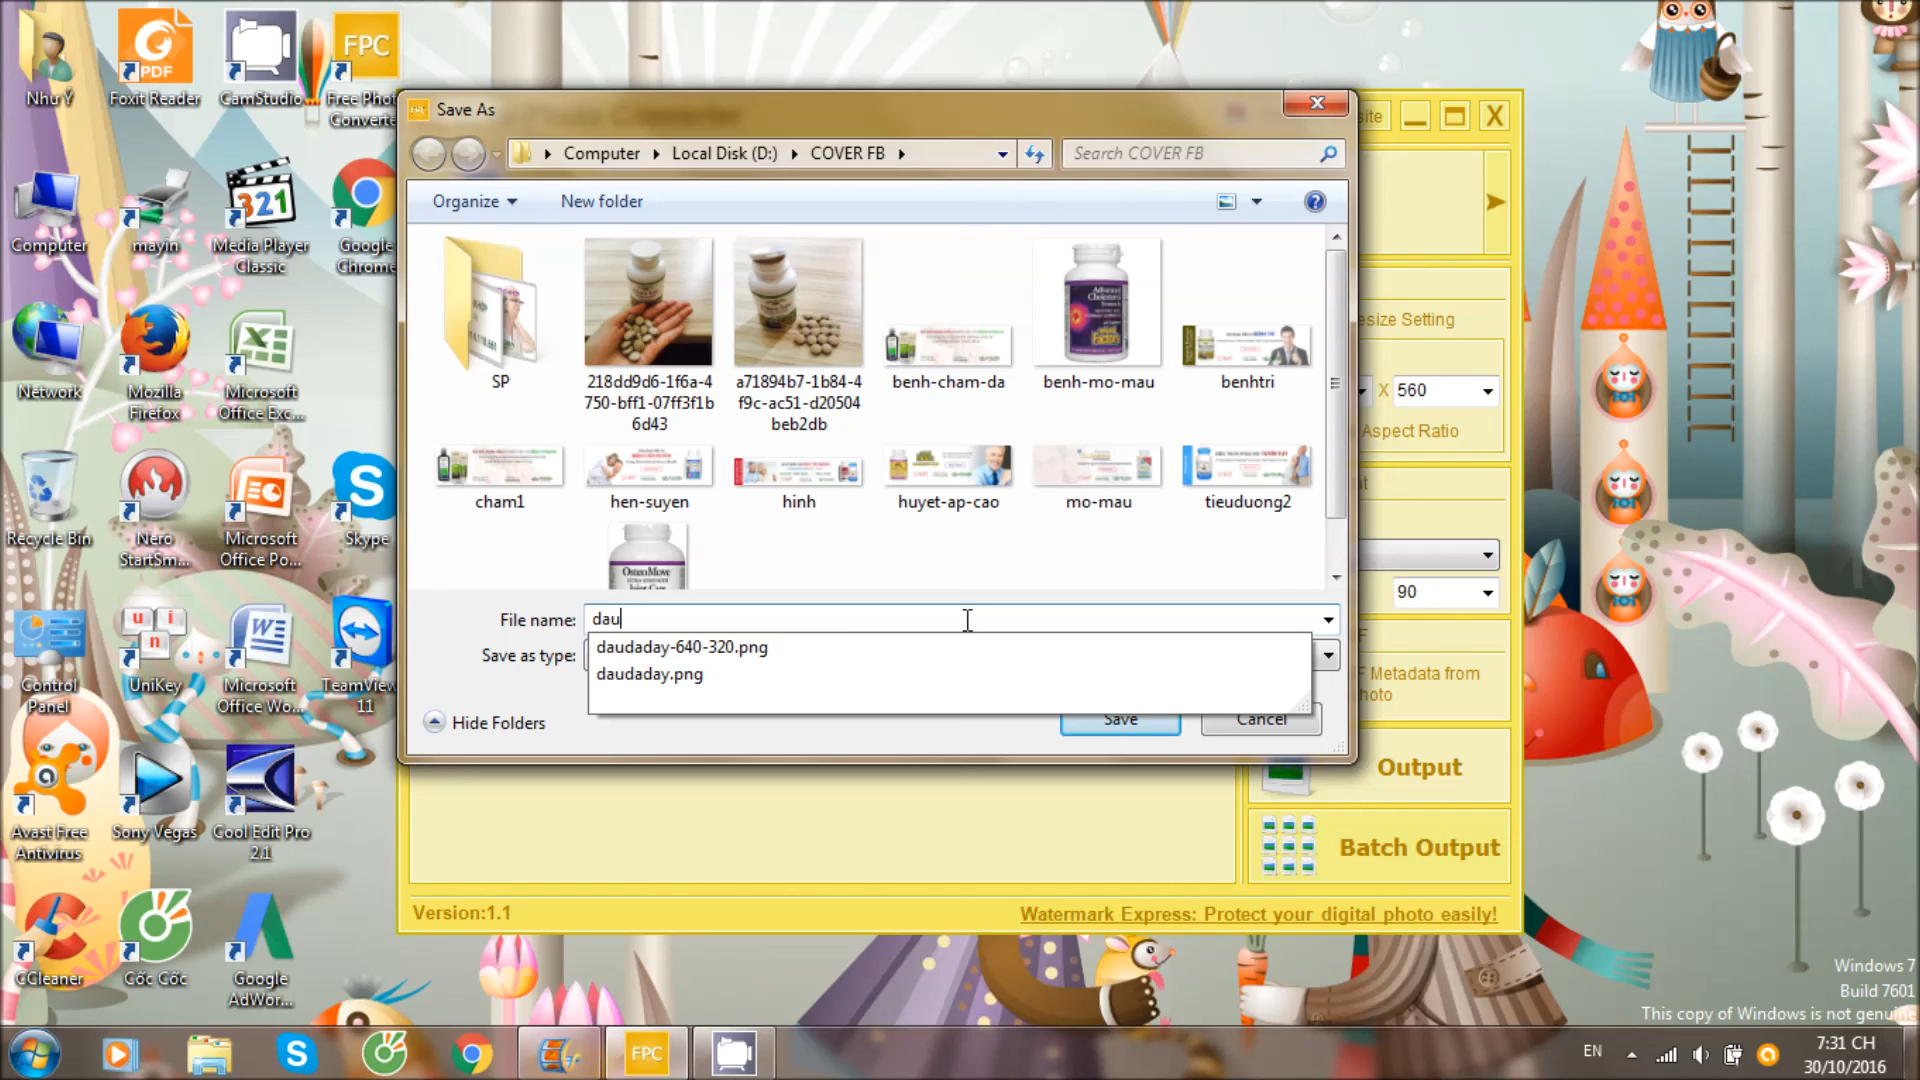 Như Ý
Foxit Reader
CamStudio
Free Phot
Converte
FPC
PDF
Computer
mayin
Media Player
Classic
Google
Chrome
321
Network
Mozilla
Firefox
Microsoft
Office Exc...
Recycle Bin
Nero
StartSm...
Microsoft
Office Po...
Skype
Control
Panel
UniKey
Microsoft
Office Wo...
TeamView
11
Avast Free
Antivirus
Sony Vegas
Cool Edit Pro
2.1
CCleaner
Cốc Cốc
Google
AdWor...
Save As
Computer
Local Disk (D:)
COVER FB
Search COVER FB
Organize
New folder
SP
218dd9d6-1f6a-4
750-bff1-07ff3f1b
6d43
a71894b7-1b84-4
f9c-ac51-d20504
beb2db
benh-cham-da
benh-mo-mau
benhtri
cham1
hen-suyen
hinh
huyet-ap-cao
mo-mau
tieuduong2
OsteoMove
Joint Care
File name:
dau
daudaday-640-320.png
daudaday.png
Save as type:
Hide Folders
Save
Cancel
site
X
esize Setting
X 560
Aspect Ratio
at
90
F
F Metadata from
hoto
Output
Batch Output
Version:1.1
Watermark Express: Protect your digital photo easily!
Windows 7
Build 7601
This copy of Windows is not genuine
FPC
EN
7:31 CH
30/10/2016